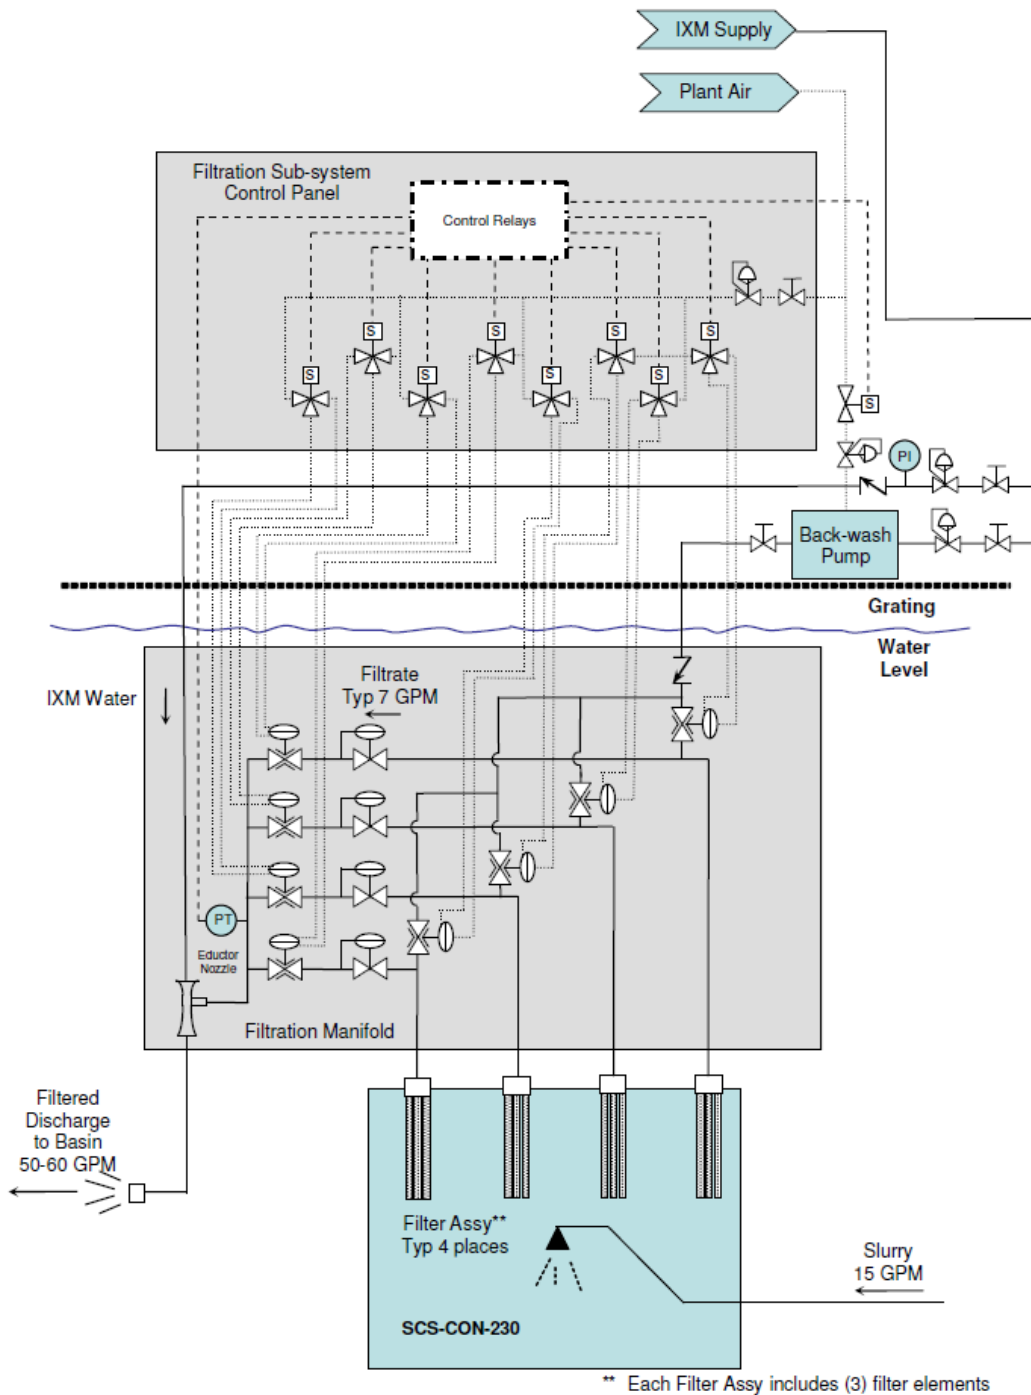 IXM Supply
Plant Air
Filtration Sub-system
Control Panel
Control Relays
S
S
S
S
S
S
S
S
PI
Back-wash
Pump
Grating
Water
Level
IXM Water
Filtrate
Typ 7 GPM
PT
Eductor
Nozzle
Filtration Manifold
Filtered
Discharge
to Basin
50-60 GPM
Filter Assy**
Typ 4 places
Slurry
15 GPM
SCS-CON-230
** Each Filter Assy includes (3) filter elements